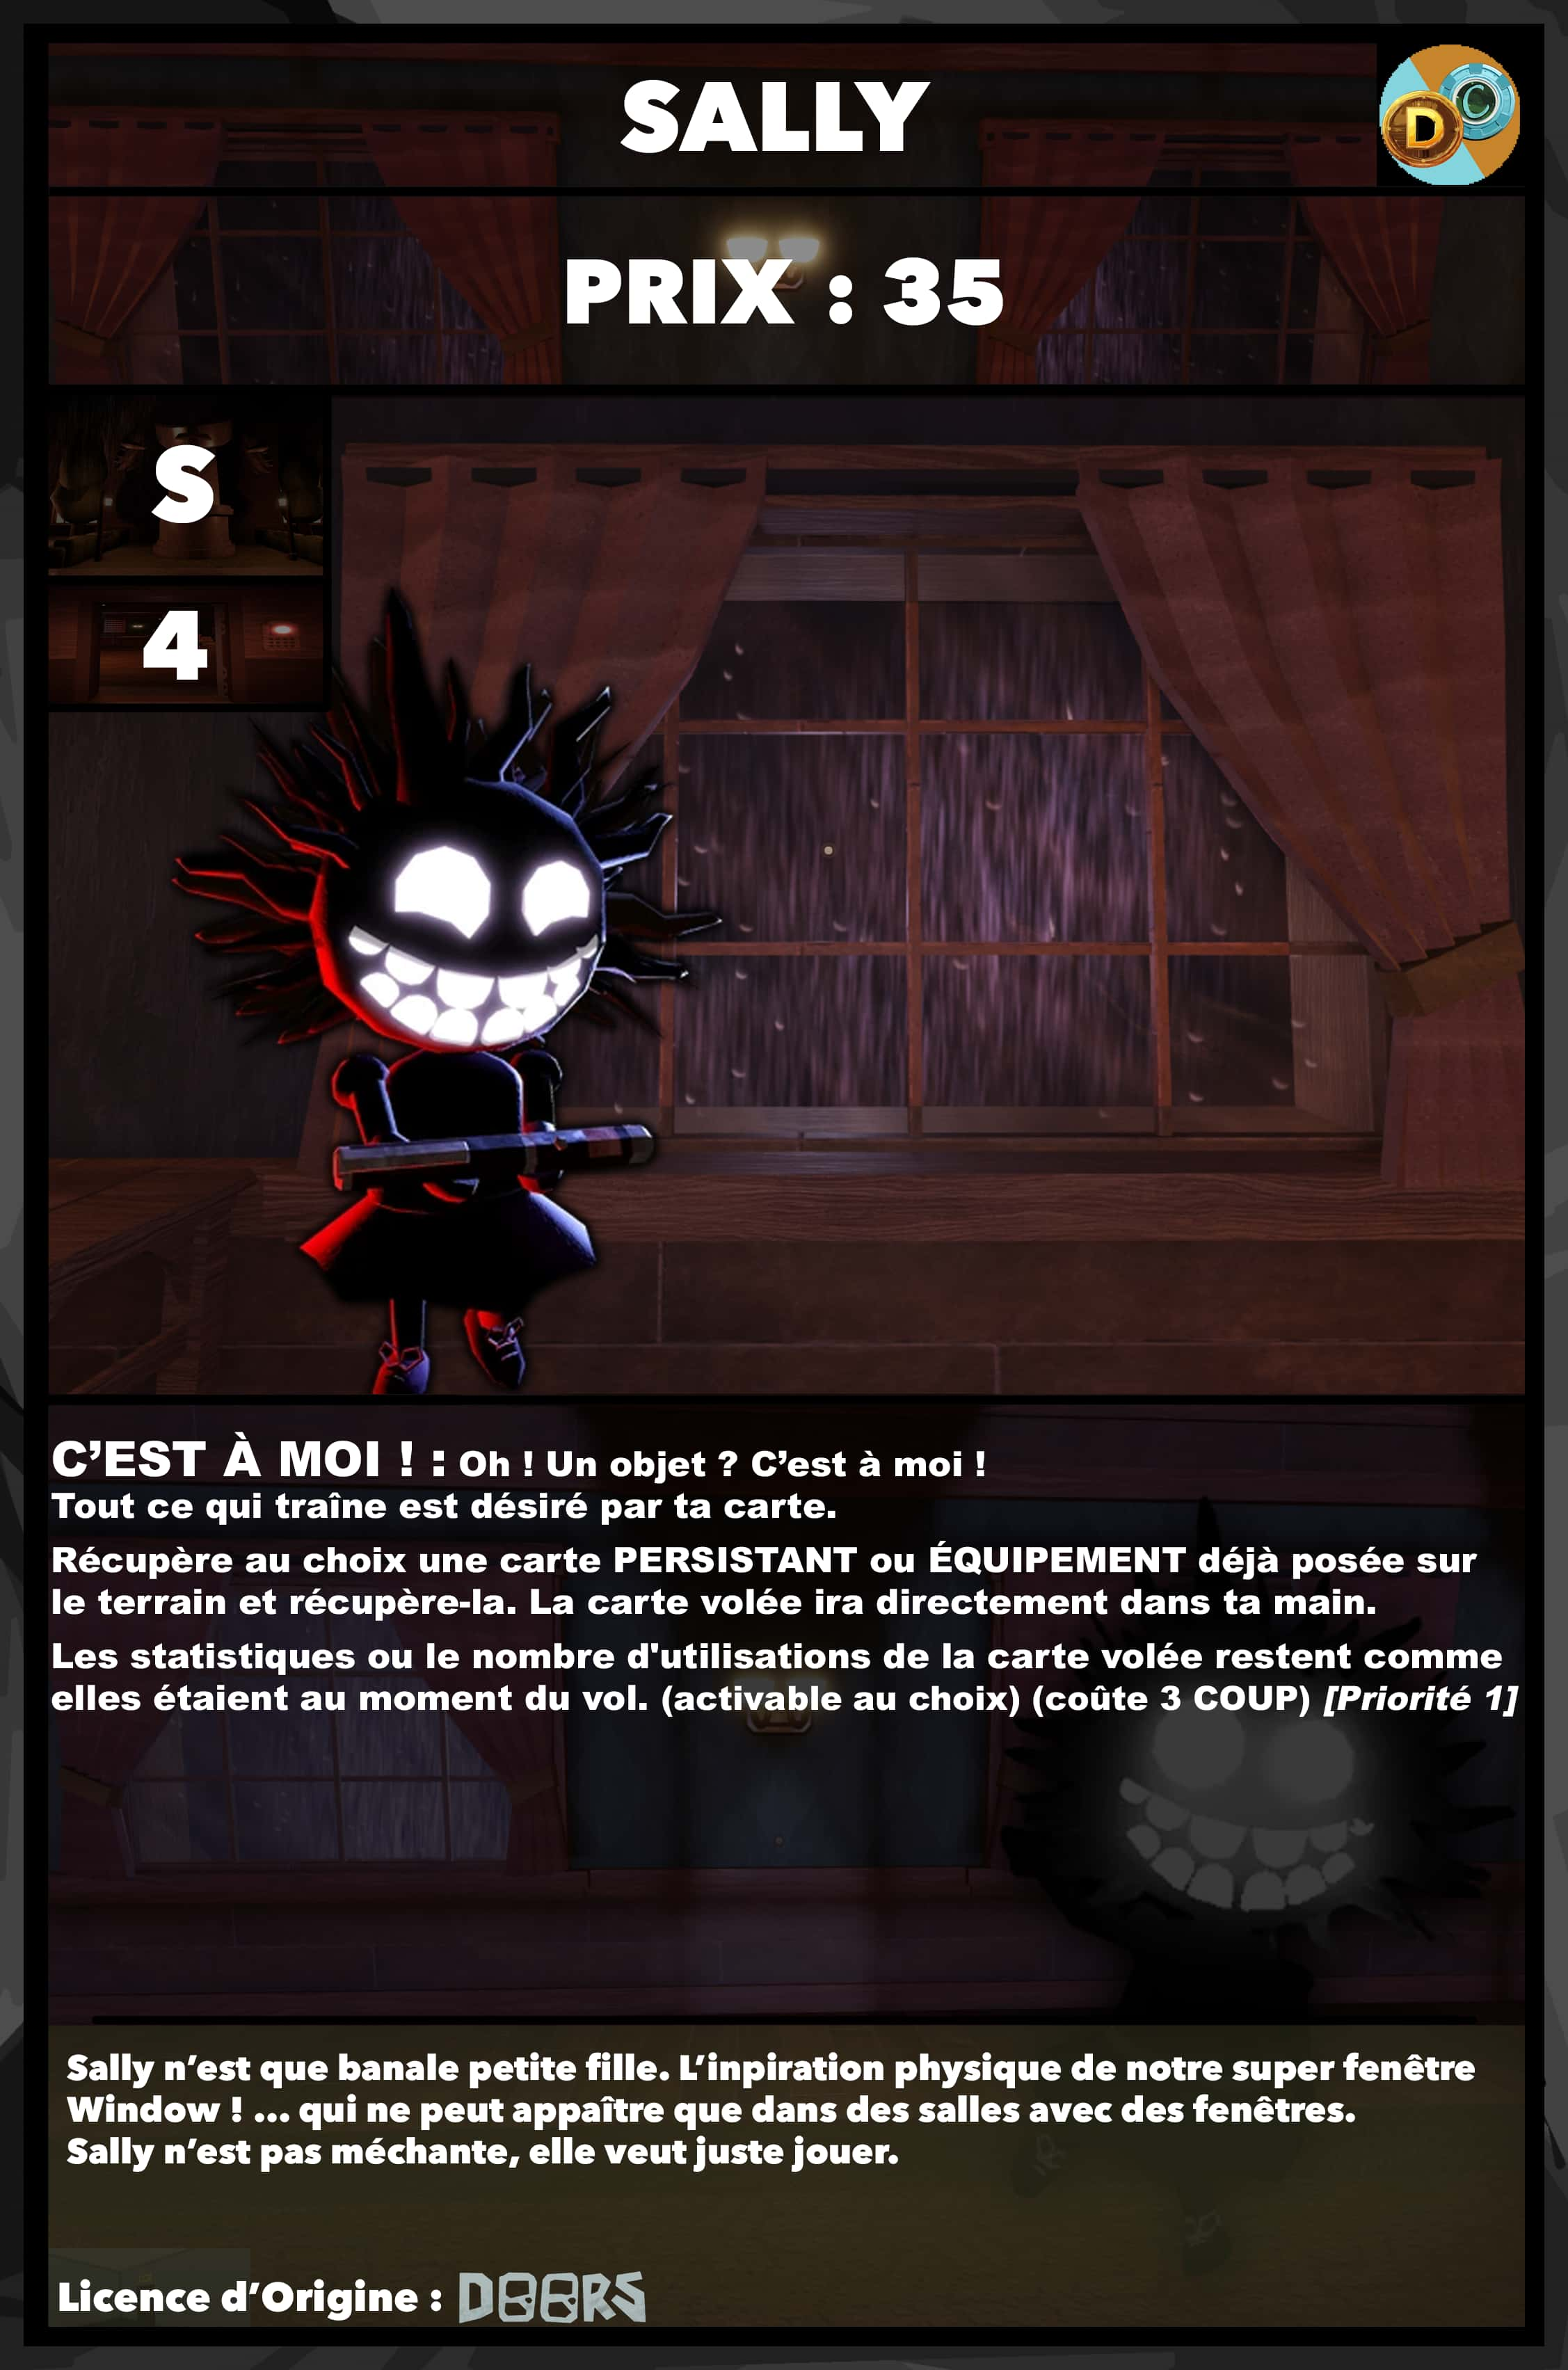 SALLY
D C
PRIX : 35
S
4
C’EST À MOI ! : Oh ! Un objet ? C’est à moi !
Tout ce qui traîne est désiré par ta carte.
Récupère au choix une carte PERSISTANT ou ÉQUIPEMENT déjà posée sur
le terrain et récupère-la. La carte volée ira directement dans ta main.
Les statistiques ou le nombre d'utilisations de la carte volée restent comme
elles étaient au moment du vol. (activable au choix) (coûte 3 COUP) [Priorité 1]
Sally n’est que banale petite fille. L’inpiration physique de notre super fenêtre
Window ! ... qui ne peut appaître que dans des salles avec des fenêtres.
Sally n’est pas méchante, elle veut juste jouer.
Licence d’Origine : DOORS